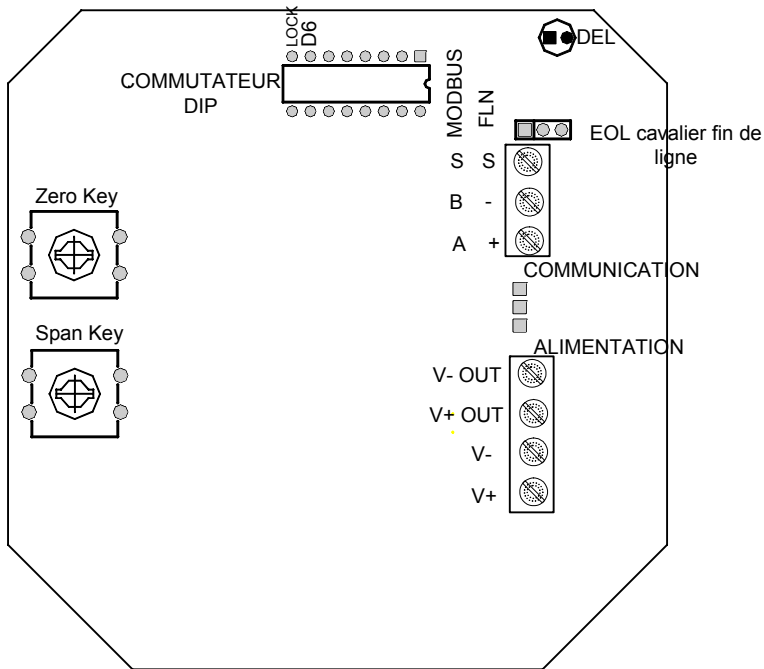 LOCK
D6
DEL
COMMUTATEUR
DIP
MODBUS
FLN
EOL cavalier fin de
ligne
S S
B -
A +
Zero Key
COMMUNICATION
Span Key
ALIMENTATION
V- OUT
V+ OUT
V-
V+